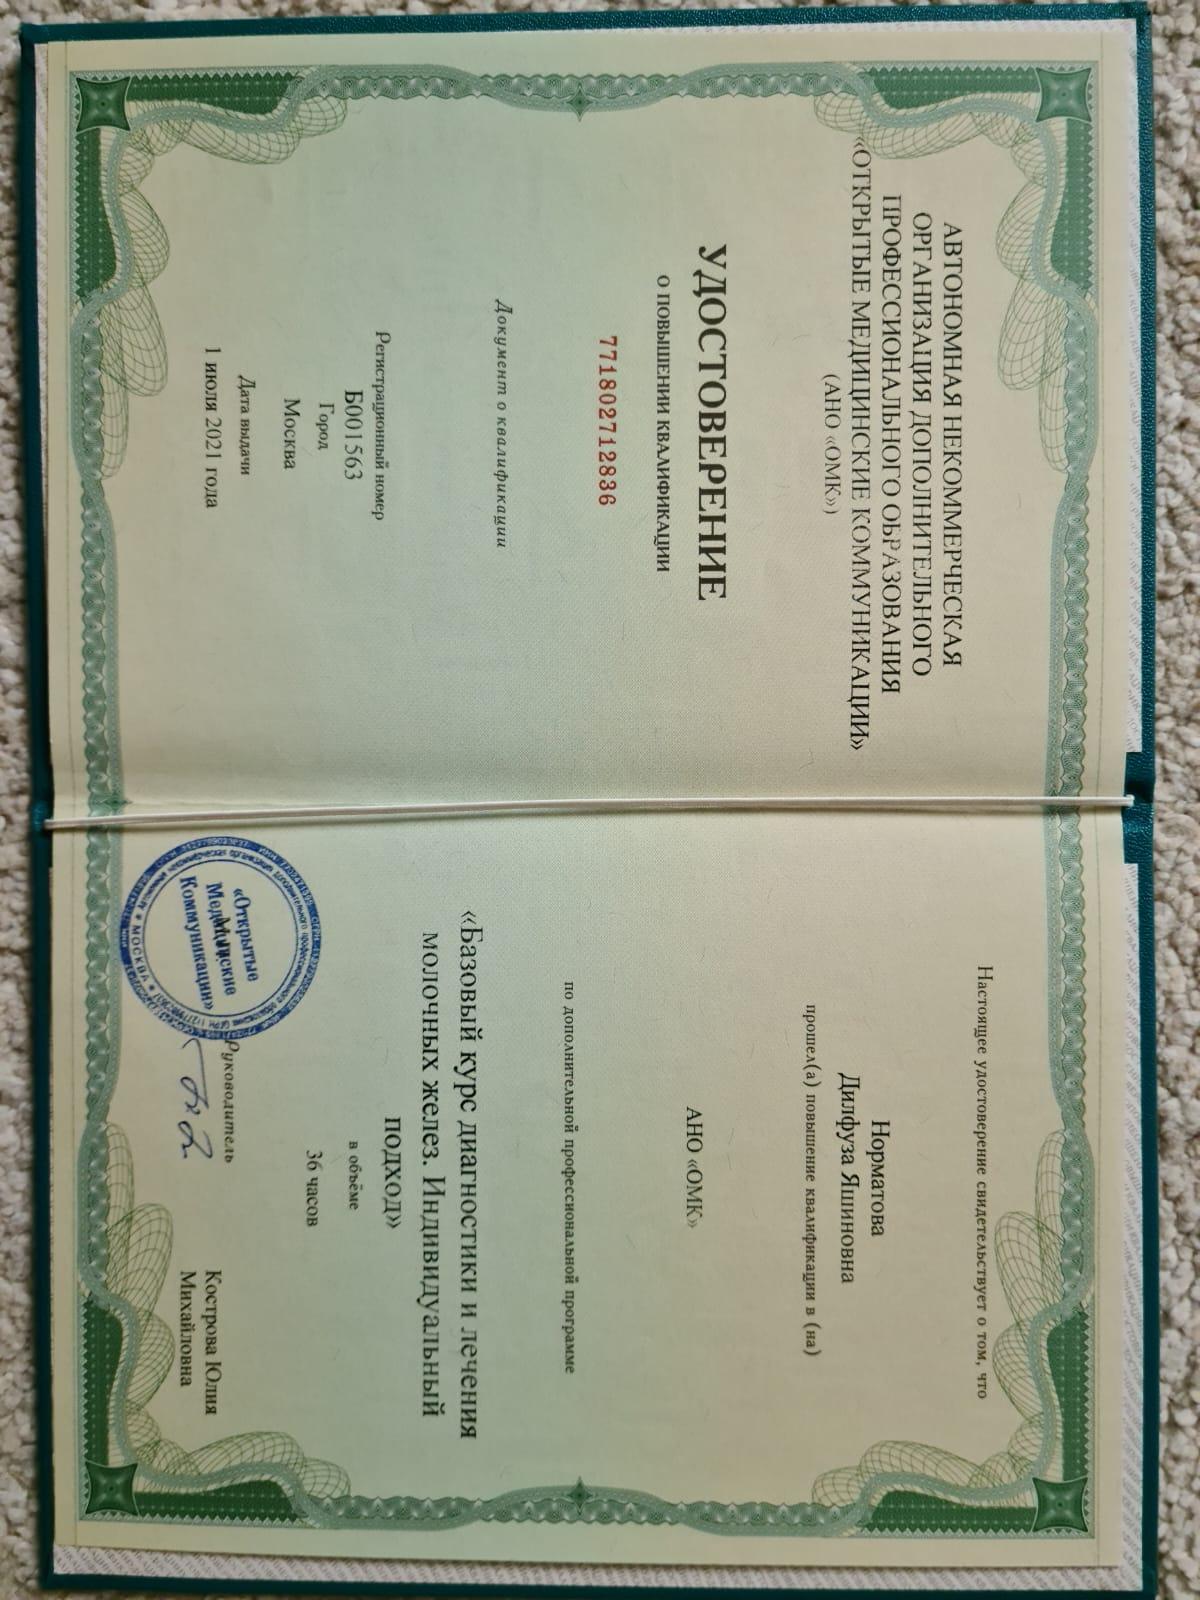 АВТОНОМНАЯ НЕКОММЕРЧЕСКАЯ
ОРГАНИЗАЦИЯ ДОПОЛНИТЕЛЬНОГО
ПРОФЕССИОНАЛЬНОГО ОБРАЗОВАНИЯ
«ОТКРЫТЫЕ МЕДИЦИНСКИЕ КОММУНИКАЦИИ»
(АНО «ОМК»)
УДОСТОВЕРЕНИЕ
О ПОВЫШЕНИИ КВАЛИФИКАЦИИ
771802712836
Документ о квалификации
Регистрационный номер
Б001563
Город
Москва
Дата выдачи
1 июля 2021 года
Настоящее удостоверение свидетельствует о том, что
Норматова
Дилфуза Яшиновна
прошел(а) повышение квалификации в (на)
АНО «ОМК»
по дополнительной профессиональной программе
«Базовый курс диагностики и лечения
молочных желез. Индивидуальный
подход»
в объёме
36 часов
Руководитель
Кострова Юлия
Михайловна
«Открытые
Медицинские
Коммуникации»
МОСКВА